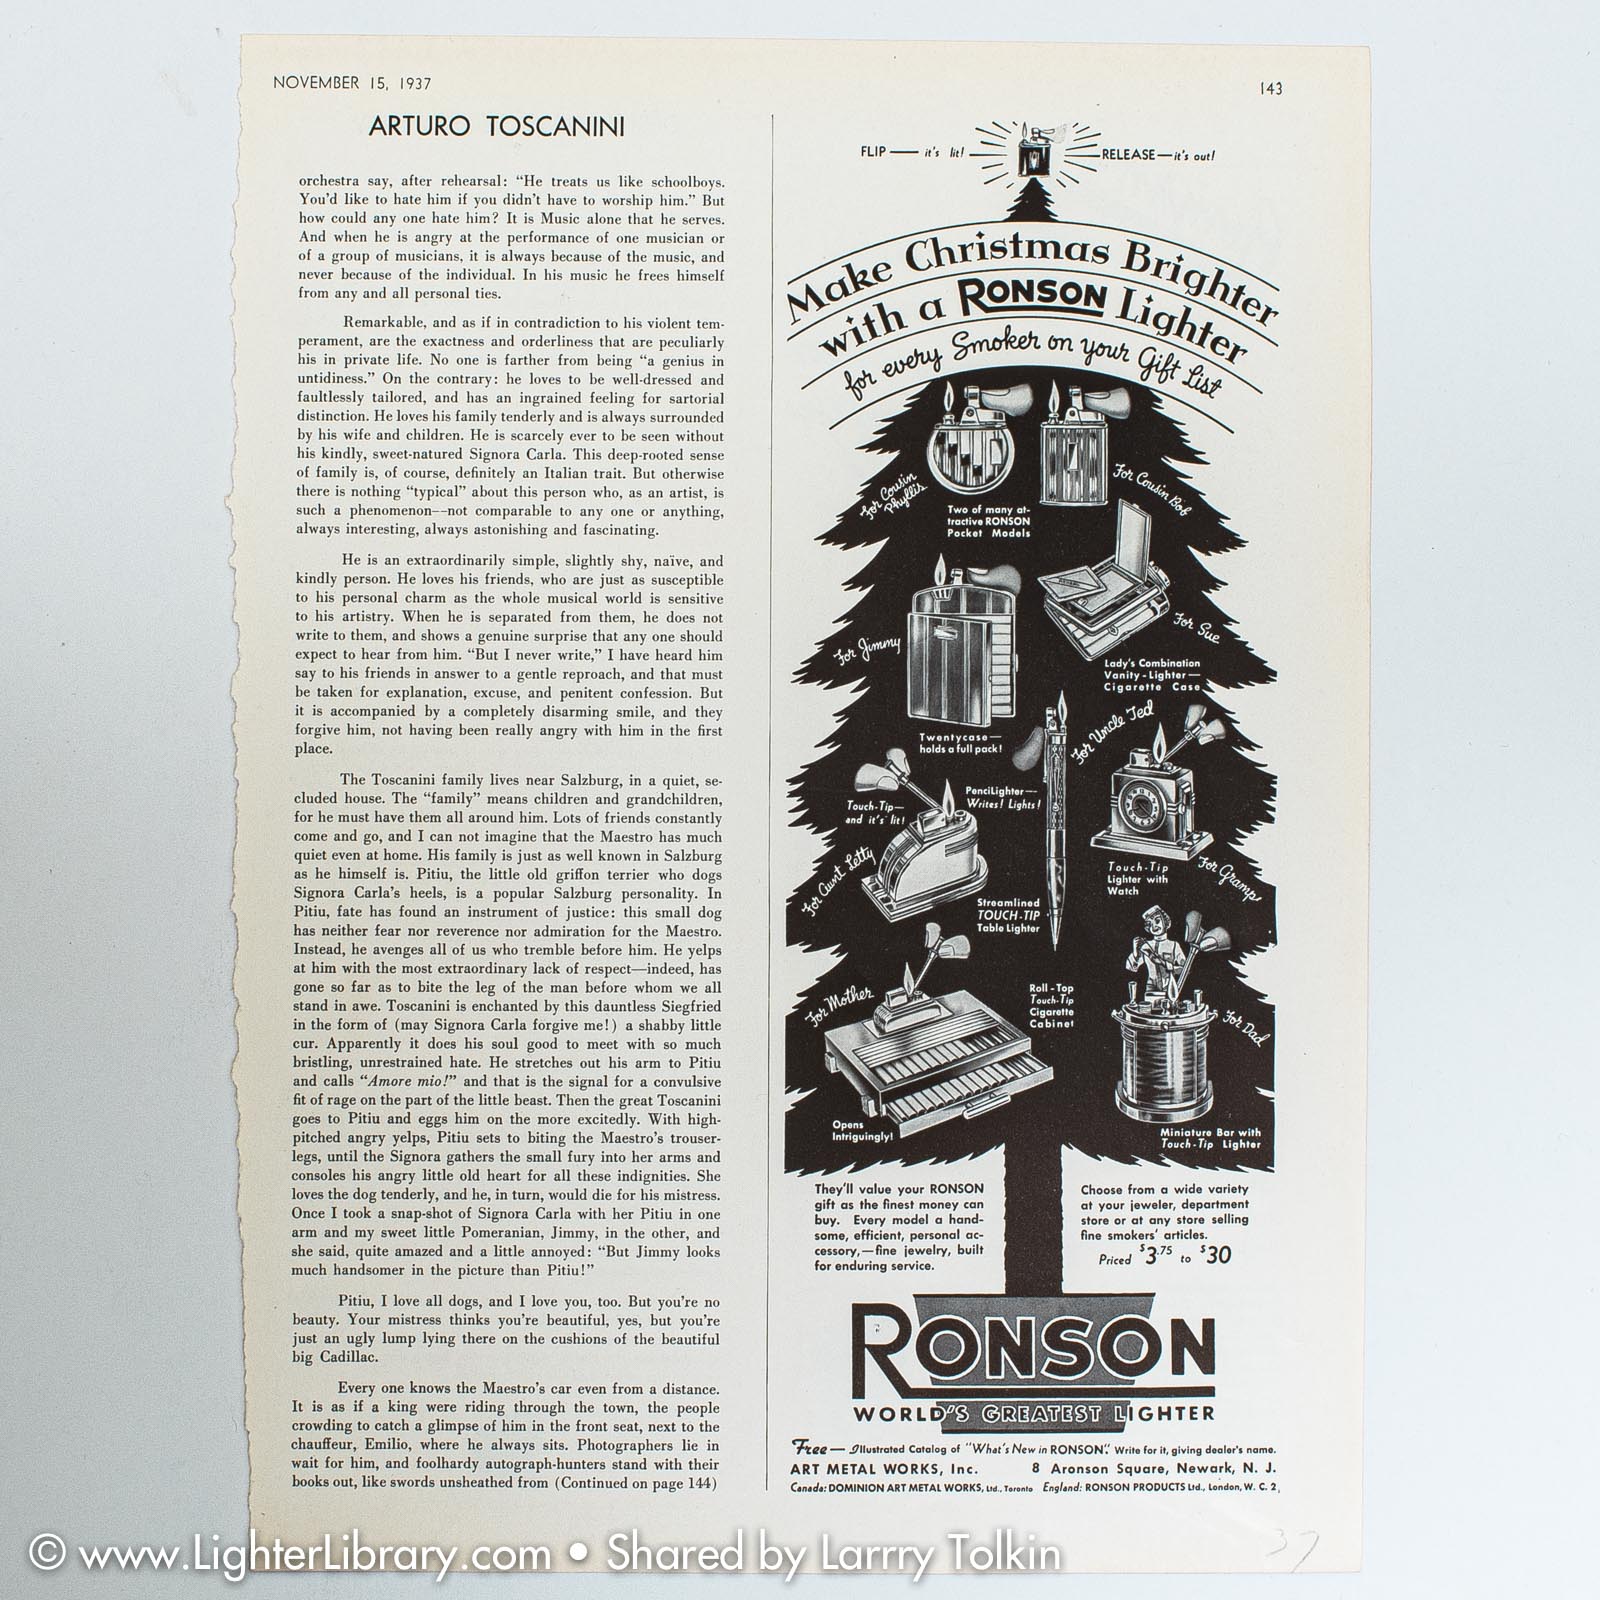 NOVEMBER 15, 1937
143
ARTURO TOSCANINI
orchestra say, after rehearsal: “He treats us like schoolboys.
You’d like to hate him if you didn’t have to worship him.” But
how could any one hate him? It is Music alone that he serves.
And when he is angry at the performance of one musician or
of a group of musicians, it is always because of the music, and
never because of the individual. In his music he frees himself
from any and all personal ties.
Remarkable, and as if in contradiction to his violent tem-
perament, are the exactness and orderliness that are peculiarly
his in private life. No one is farther from being “a genius in
untidiness.” On the contrary: he loves to be well-dressed and
faultlessly tailored, and has an ingrained feeling for sartorial
distinction. He loves his family tenderly and is always surrounded
by his wife and children. He is scarcely ever to be seen without
his kindly, sweet-natured Signora Carla. This deep-rooted sense
of family is, of course, definitely an Italian trait. But otherwise
there is nothing “typical” about this person who, as an artist, is
such a phenomenon—not comparable to any one or anything,
always interesting, always astonishing and fascinating.
He is an extraordinarily simple, slightly shy, naïve, and
kindly person. He loves his friends, who are just as susceptible
to his personal charm as the whole musical world is sensitive
to his artistry. When he is separated from them, he does not
write to them, and shows a genuine surprise that any one should
expect to hear from him. “But I never write,” I have heard him
say to his friends in answer to a gentle reproach, and that must
be taken for explanation, excuse, and penitent confession. But
it is accompanied by a completely disarming smile, and they
forgive him, not having been really angry with him in the first
place.
The Toscanini family lives near Salzburg, in a quiet, se-
cluded house. The “family” means children and grandchildren,
for he must have them all around him. Lots of friends constantly
come and go, and I can not imagine that the Maestro has much
quiet even at home. His family is just as well known in Salzburg
as he himself is. Pitiu, the little old griffon terrier who dogs
Signora Carla’s heels, is a popular Salzburg personality. In
Pitiu, fate has found an instrument of justice: this small dog
has neither fear nor reverence nor admiration for the Maestro.
Instead, he avenges all of us who tremble before him. He yelps
at him with the most extraordinary lack of respect—indeed, has
gone so far as to bite the leg of the man before whom we all
stand in awe. Toscanini is enchanted by this dauntless Siegfried
in the form of (may Signora Carla forgive me!) a shabby little
cur. Apparently it does his soul good to meet with so much
bristling, unrestrained hate. He stretches out his arm to Pitiu
and calls “Amore mio!” and that is the signal for a convulsive
fit of rage on the part of the little beast. Then the great Toscanini
goes to Pitiu and eggs him on the more excitedly. With high-
pitched angry yelps, Pitiu sets to biting the Maestro’s trouser-
legs, until the Signora gathers the small fury into her arms and
consoles his angry little old heart for all these indignities. She
loves the dog tenderly, and he, in turn, would die for his mistress.
Once I took a snap-shot of Signora Carla with her Pitiu in one
arm and my sweet little Pomeranian, Jimmy, in the other, and
she said, quite amazed and a little annoyed: “But Jimmy looks
much handsomer in the picture than Pitiu!”
Pitiu, I love all dogs, and I love you, too. But you’re no
beauty. Your mistress thinks you’re beautiful, yes, but you’re
just an ugly lump lying there on the cushions of the beautiful
big Cadillac.
Every one knows the Maestro’s car even from a distance.
It is as if a king were riding through the town, the people
crowding to catch a glimpse of him in the front seat, next to the
chauffeur, Emilio, where he always sits. Photographers lie in
wait for him, and foolhardy autograph-hunters stand with their
books out, like swords unsheathed from (Continued on page 144)
FLIP — it's lit!
RELEASE—it's out!
Make Christmas Brighter
with a RONSON Lighter
for every Smoker on your Gift List
For Cousin
Phyllis
For Cousin Bob
Two of many at-
tractive RONSON
Pocket Models
For Jimmy
For Sue
Lady's Combination
Vanity-Lighter—
Cigarette Case
Twentycase—
holds a full pack!
For Uncle Ted
PenciLighter—
Writes! Lights!
Touch-Tip—
and it's lit!
For Aunt Letty
Streamlined
TOUCH-TIP
Table Lighter
Touch-Tip
Lighter with
Watch
For Gramps
For Mother
Roll-Top
Touch-Tip
Cigarette
Cabinet
For Dad
Opens
Intriguingly!
Miniature Bar with
Touch-Tip Lighter
They'll value your RONSON
gift as the finest money can
buy. Every model a hand-
some, efficient, personal ac-
cessory,—fine jewelry, built
for enduring service.
Choose from a wide variety
at your jeweler, department
store or at any store selling
fine smokers' articles.
Priced $3.75 to $30
RONSON
WORLD'S GREATEST LIGHTER
Free — Illustrated Catalog of "What's New in RONSON". Write for it, giving dealer's name.
ART METAL WORKS, Inc. 8 Aronson Square, Newark, N. J.
Canada: DOMINION ART METAL WORKS, Ltd., Toronto England: RONSON PRODUCTS Ltd., London, W. C. 2,
37
© www.LighterLibrary.com • Shared by Larrry Tolkin